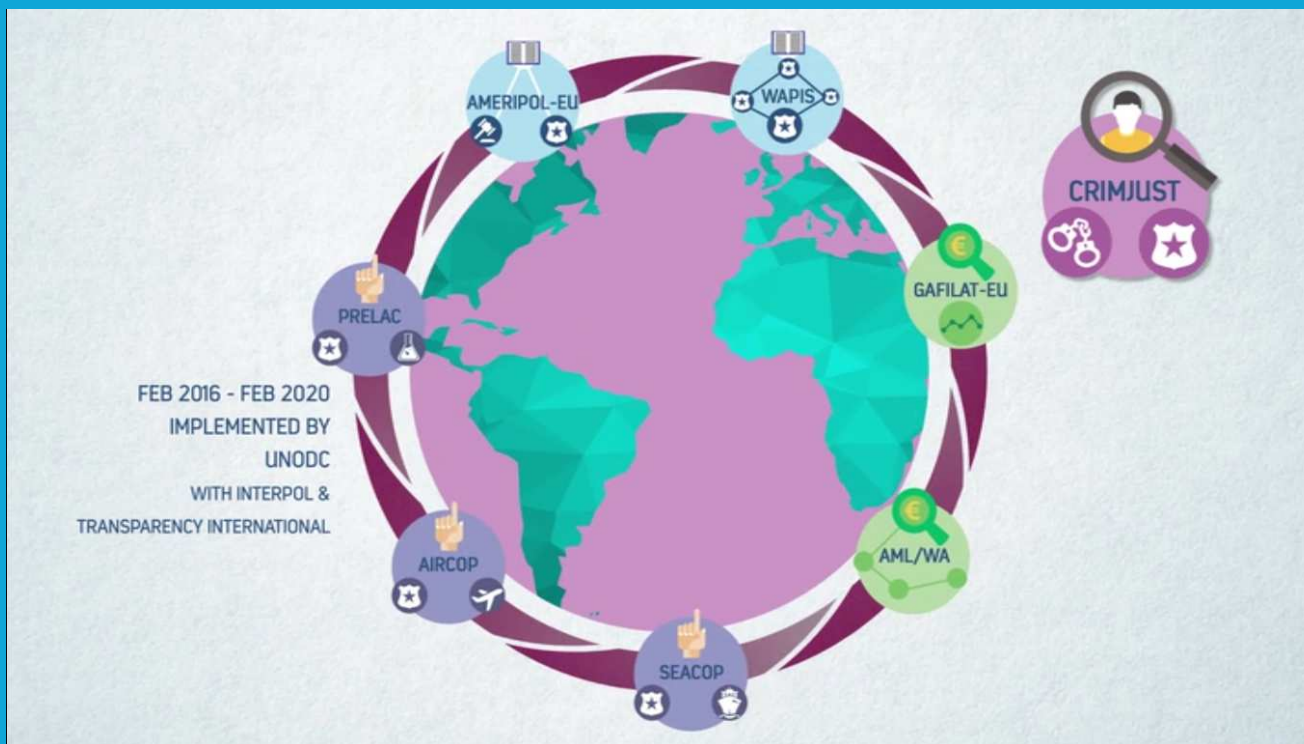 AMERIPOL-EU
WAPIS
CRIMJUST
GAFILAT-EU
PRELAC
FEB 2016 - FEB 2020
IMPLEMENTED BY
UNODC
WITH INTERPOL &
TRANSPARENCY INTERNATIONAL
AIRCOP
AML/WA
SEACOP